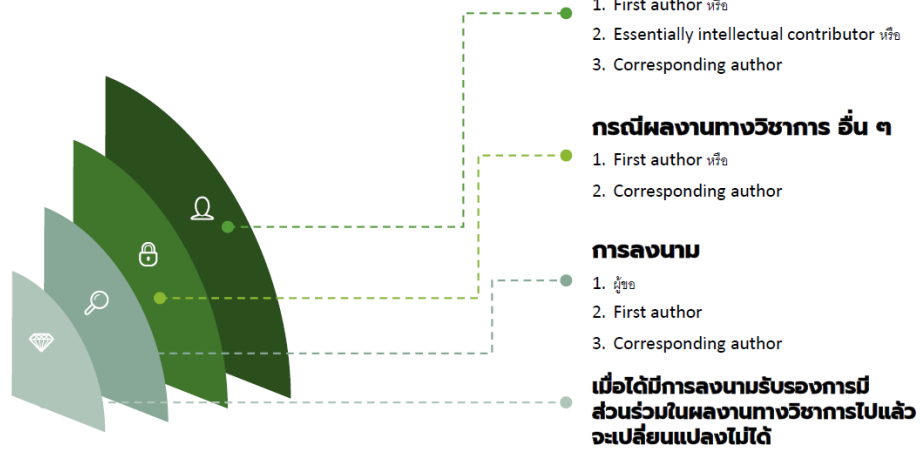 1. First author หรือ
2. Essentially intellectual contributor หรือ
3. Corresponding author
กรณีผลงานทางวิชาการ อื่น ๆ
1. First author หรือ
2. Corresponding author
การลงนาม
1. ผู้ขอ
2. First author
3. Corresponding author
เมื่อได้มีการลงนามรับรองการมี
ส่วนร่วมในผลงานทางวิชาการไปแล้ว
จะเปลี่ยนแปลงไม่ได้